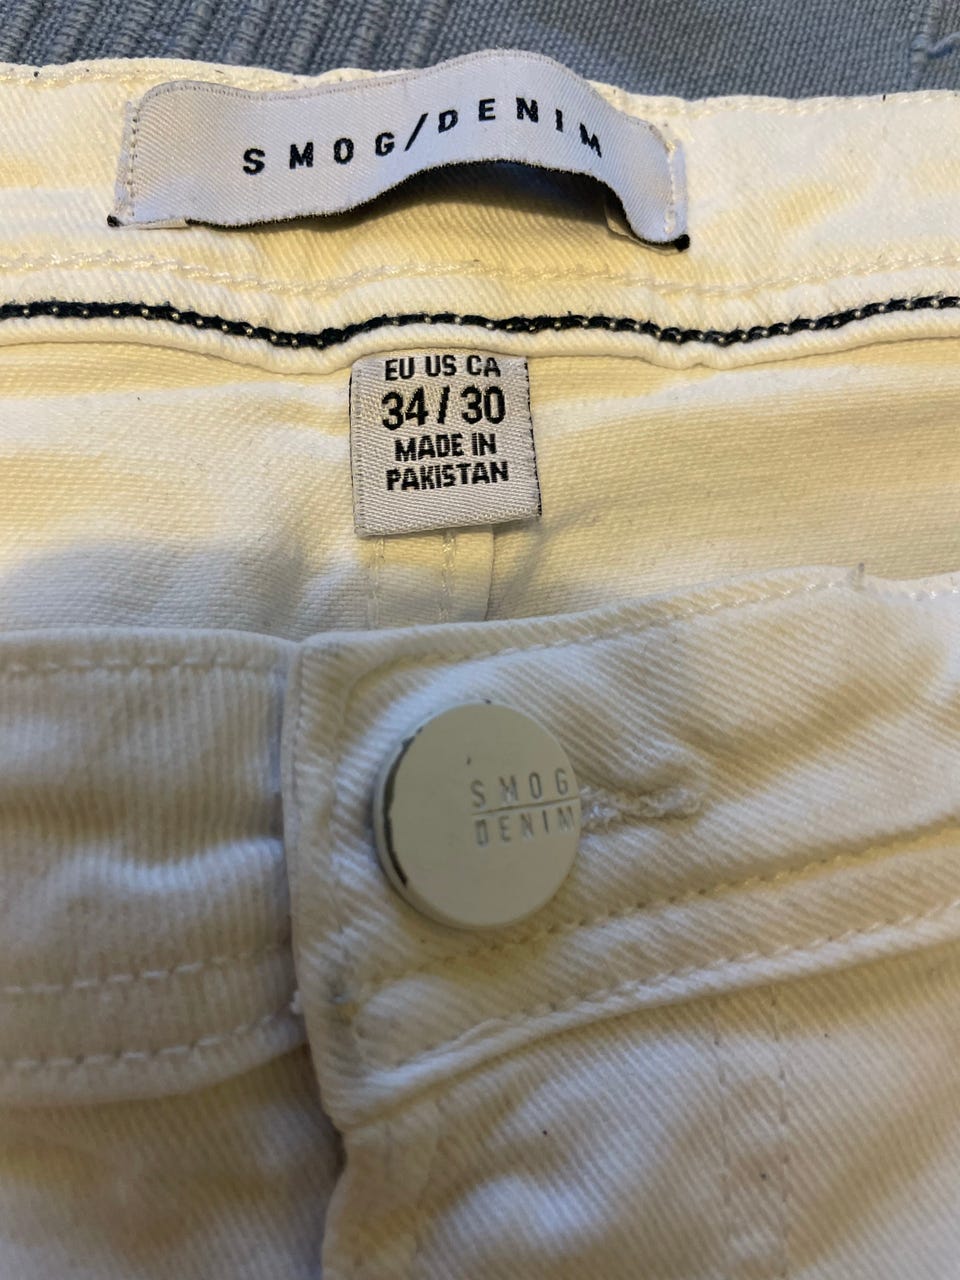 SMOG/DENIM
EU US CA
34/30
MADE IN
PAKISTAN
SMOG
DENIM